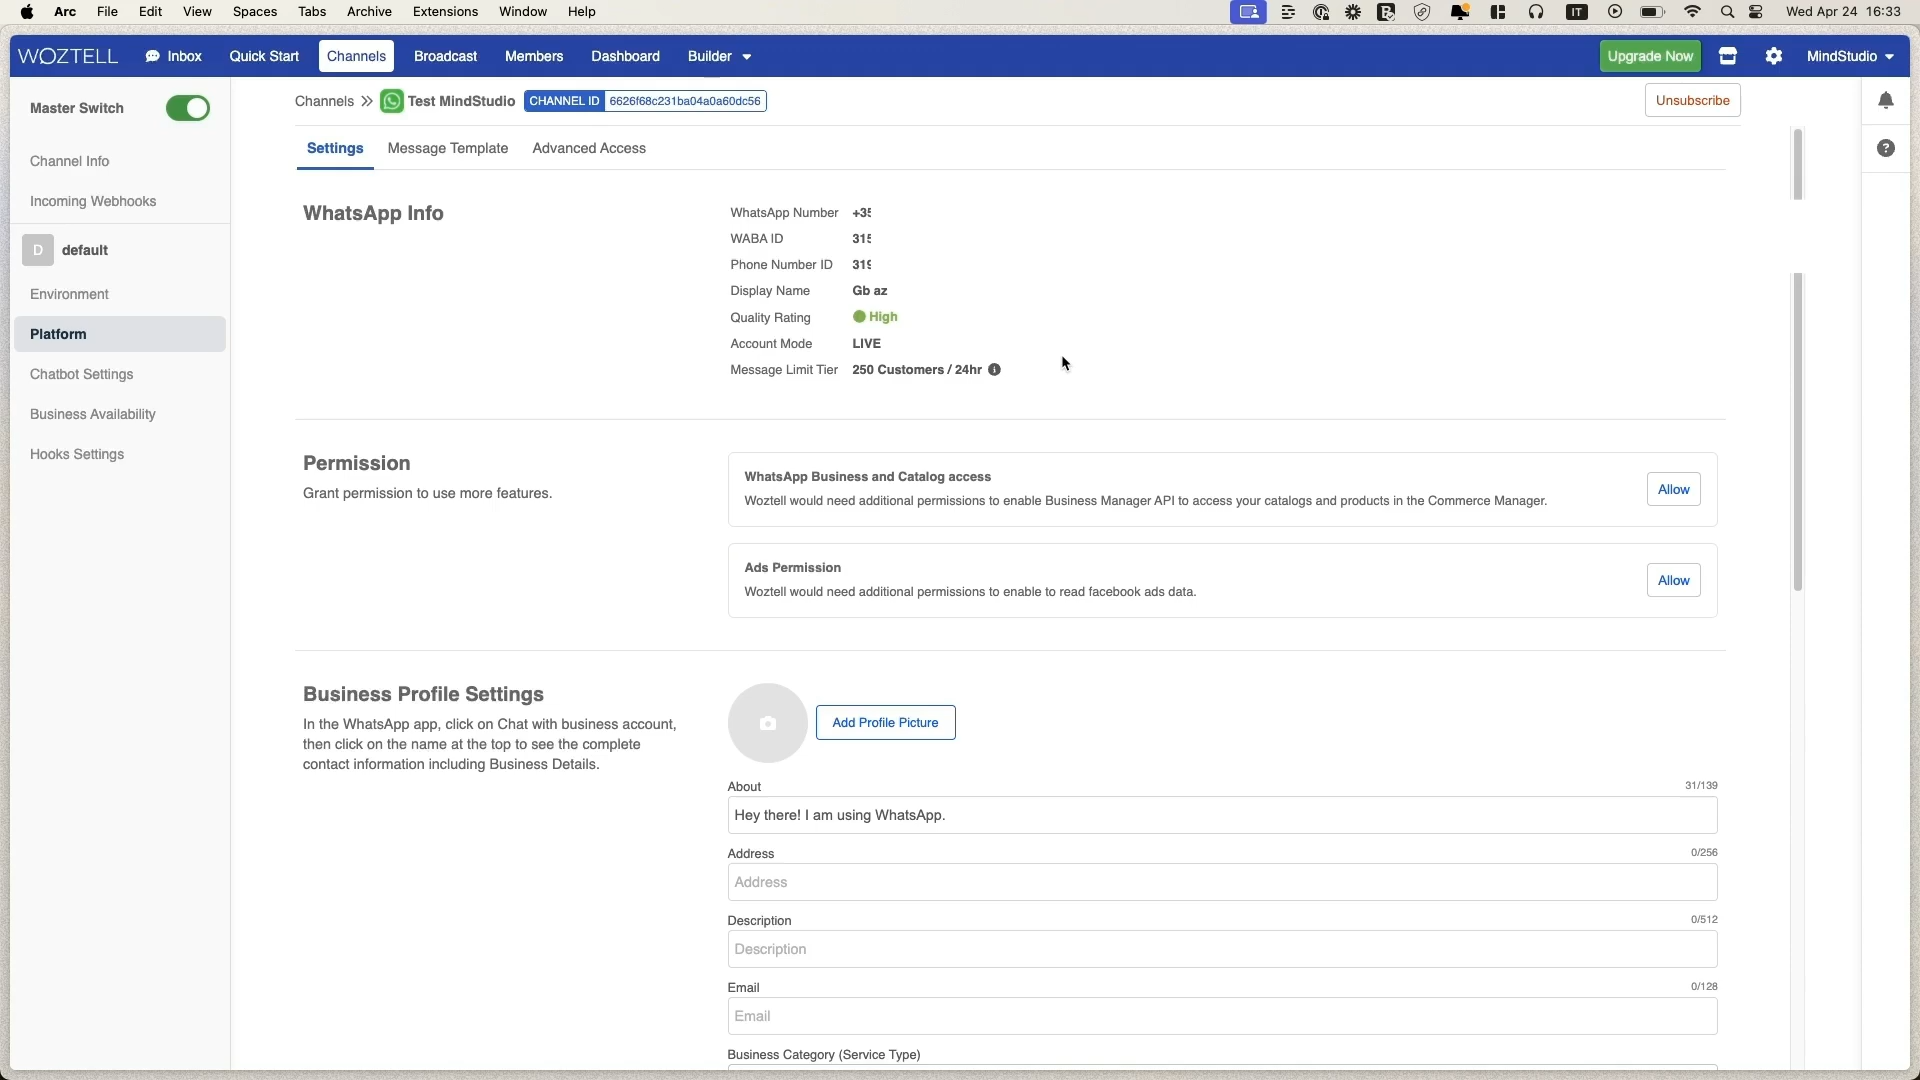 Arc File Edit View Spaces Tabs Archive Extensions Window Help IT Wed Apr 24 16:33
WOZTELL Inbox Quick Start Channels Broadcast Members Dashboard Builder Upgrade Now MindStudio
Master Switch
Channel Info
Incoming Webhooks
D default
Environment
Platform
Chatbot Settings
Business Availability
Hooks Settings
Channels Test MindStudio CHANNEL ID 6626f68c231ba04a0a60dc56 Unsubscribe
Settings Message Template Advanced Access
WhatsApp Info
WhatsApp Number +35
WABA ID 315
Phone Number ID 319
Display Name Gb az
Quality Rating High
Account Mode LIVE
Message Limit Tier 250 Customers / 24hr
Permission
Grant permission to use more features.
WhatsApp Business and Catalog access
Woztell would need additional permissions to enable Business Manager API to access your catalogs and products in the Commerce Manager.
Allow
Ads Permission
Woztell would need additional permissions to enable to read facebook ads data.
Allow
Business Profile Settings
In the WhatsApp app, click on Chat with business account,
then click on the name at the top to see the complete
contact information including Business Details.
Add Profile Picture
About 31/139
Hey there! I am using WhatsApp.
Address 0/256
Address
Description 0/512
Description
Email 0/128
Email
Business Category (Service Type)